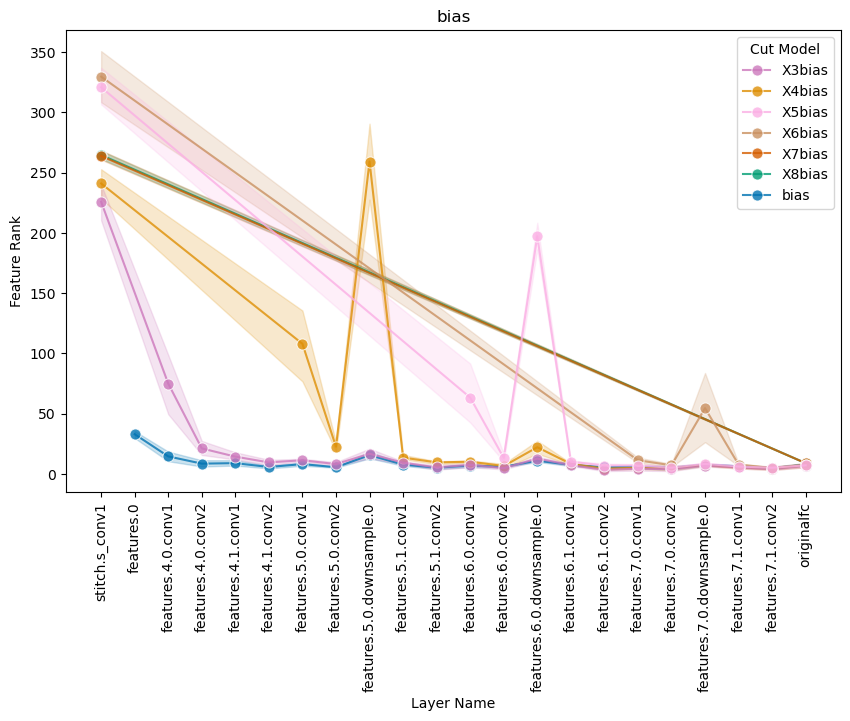 bias
Feature Rank
350
300
250
200
150
100
50
0
Cut Model
X3bias
X4bias
X5bias
X6bias
X7bias
X8bias
bias
stitch.s_conv1
features.0
features.4.0.conv1
features.4.0.conv2
features.4.1.conv1
features.4.1.conv2
features.5.0.conv1
features.5.0.conv2
features.5.0.downsample.0
features.5.1.conv1
features.5.1.conv2
features.6.0.conv1
features.6.0.conv2
features.6.0.downsample.0
features.6.1.conv1
features.6.1.conv2
features.7.0.conv1
features.7.0.conv2
features.7.0.downsample.0
features.7.1.conv1
features.7.1.conv2
originalfc
Layer Name